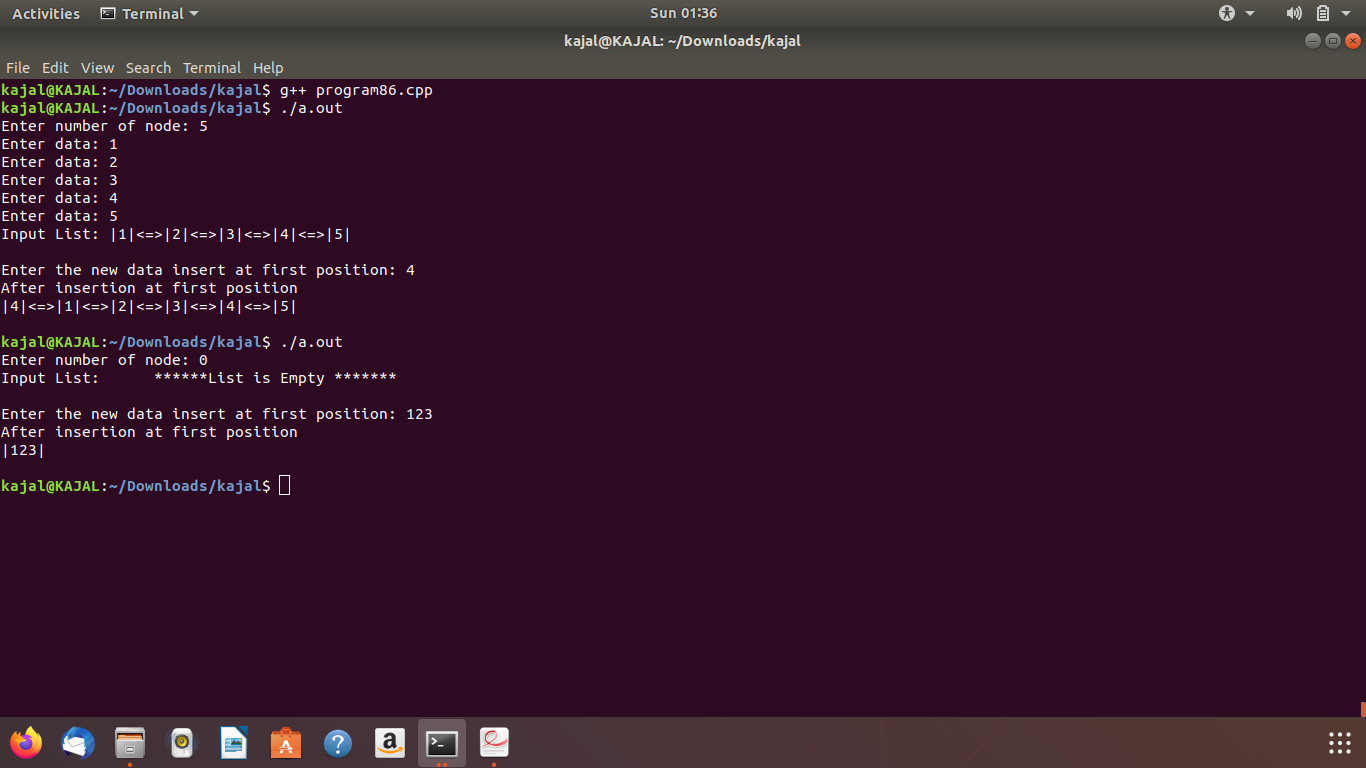 Activities Terminal Sun 01:36
kajal@KAJAL: ~/Downloads/kajal
File Edit View Search Terminal Help
kajal@KAJAL:~/Downloads/kajal$ g++ program86.cpp
kajal@KAJAL:~/Downloads/kajal$ ./a.out
Enter number of node: 5
Enter data: 1
Enter data: 2
Enter data: 3
Enter data: 4
Enter data: 5
Input List: |1|<=>|2|<=>|3|<=>|4|<=>|5|
Enter the new data insert at first position: 4
After insertion at first position
|4|<=>|1|<=>|2|<=>|3|<=>|4|<=>|5|
kajal@KAJAL:~/Downloads/kajal$ ./a.out
Enter number of node: 0
Input List:      ******List is Empty *******
Enter the new data insert at first position: 123
After insertion at first position
|123|
kajal@KAJAL:~/Downloads/kajal$